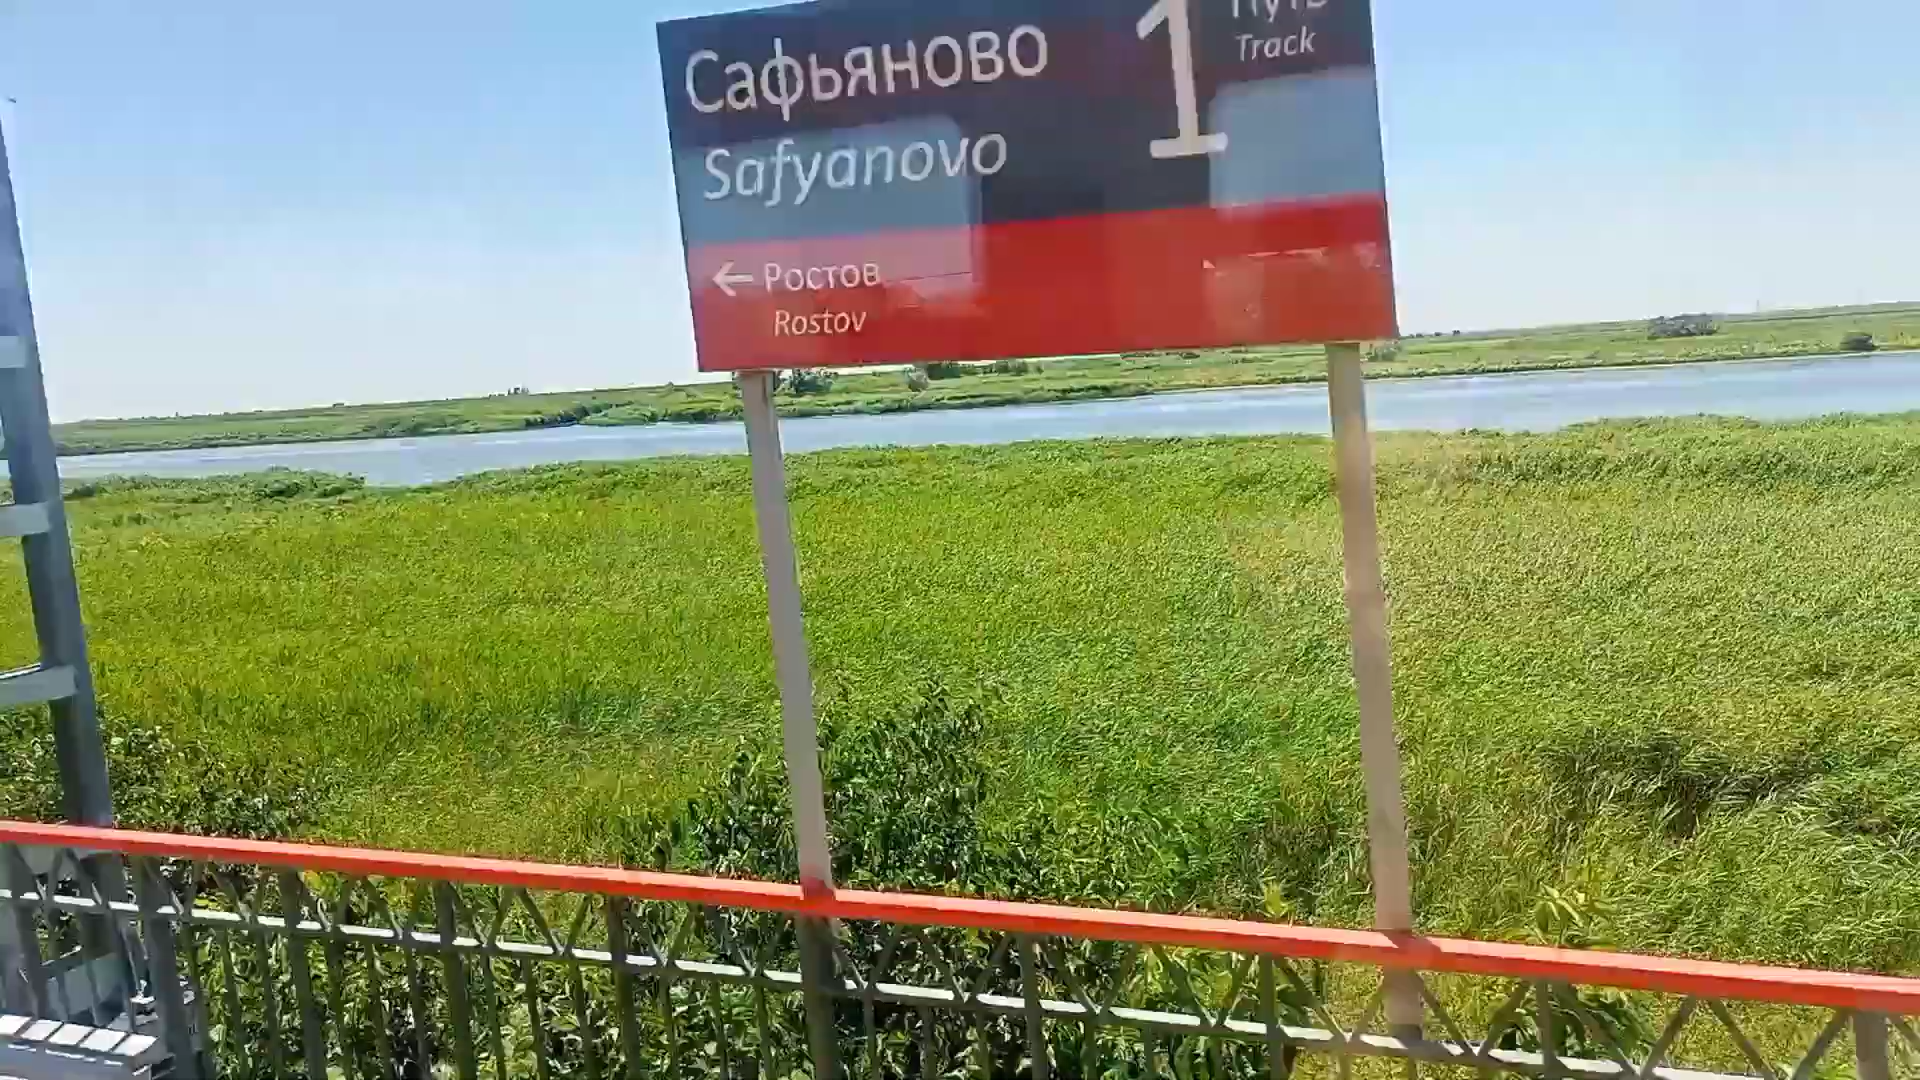 Сафьяново
Safyanovo
1
Путь
Track
← Ростов
Rostov